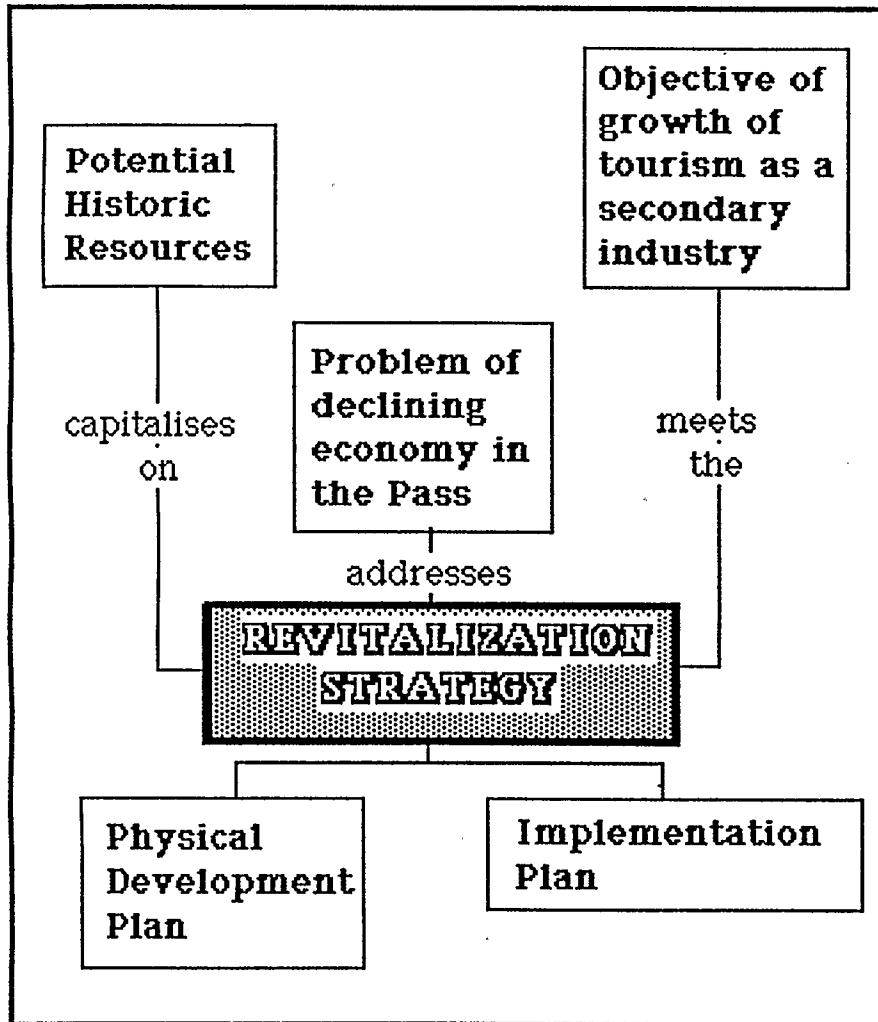 Potential
Historic
Resources
Objective of
growth of
tourism as a
secondary
industry
Problem of
declining
economy in
the Pass
capitalises
on
meets
the
addresses
REVITALIZATION
STRATEGY
Physical
Development
Plan
Implementation
Plan